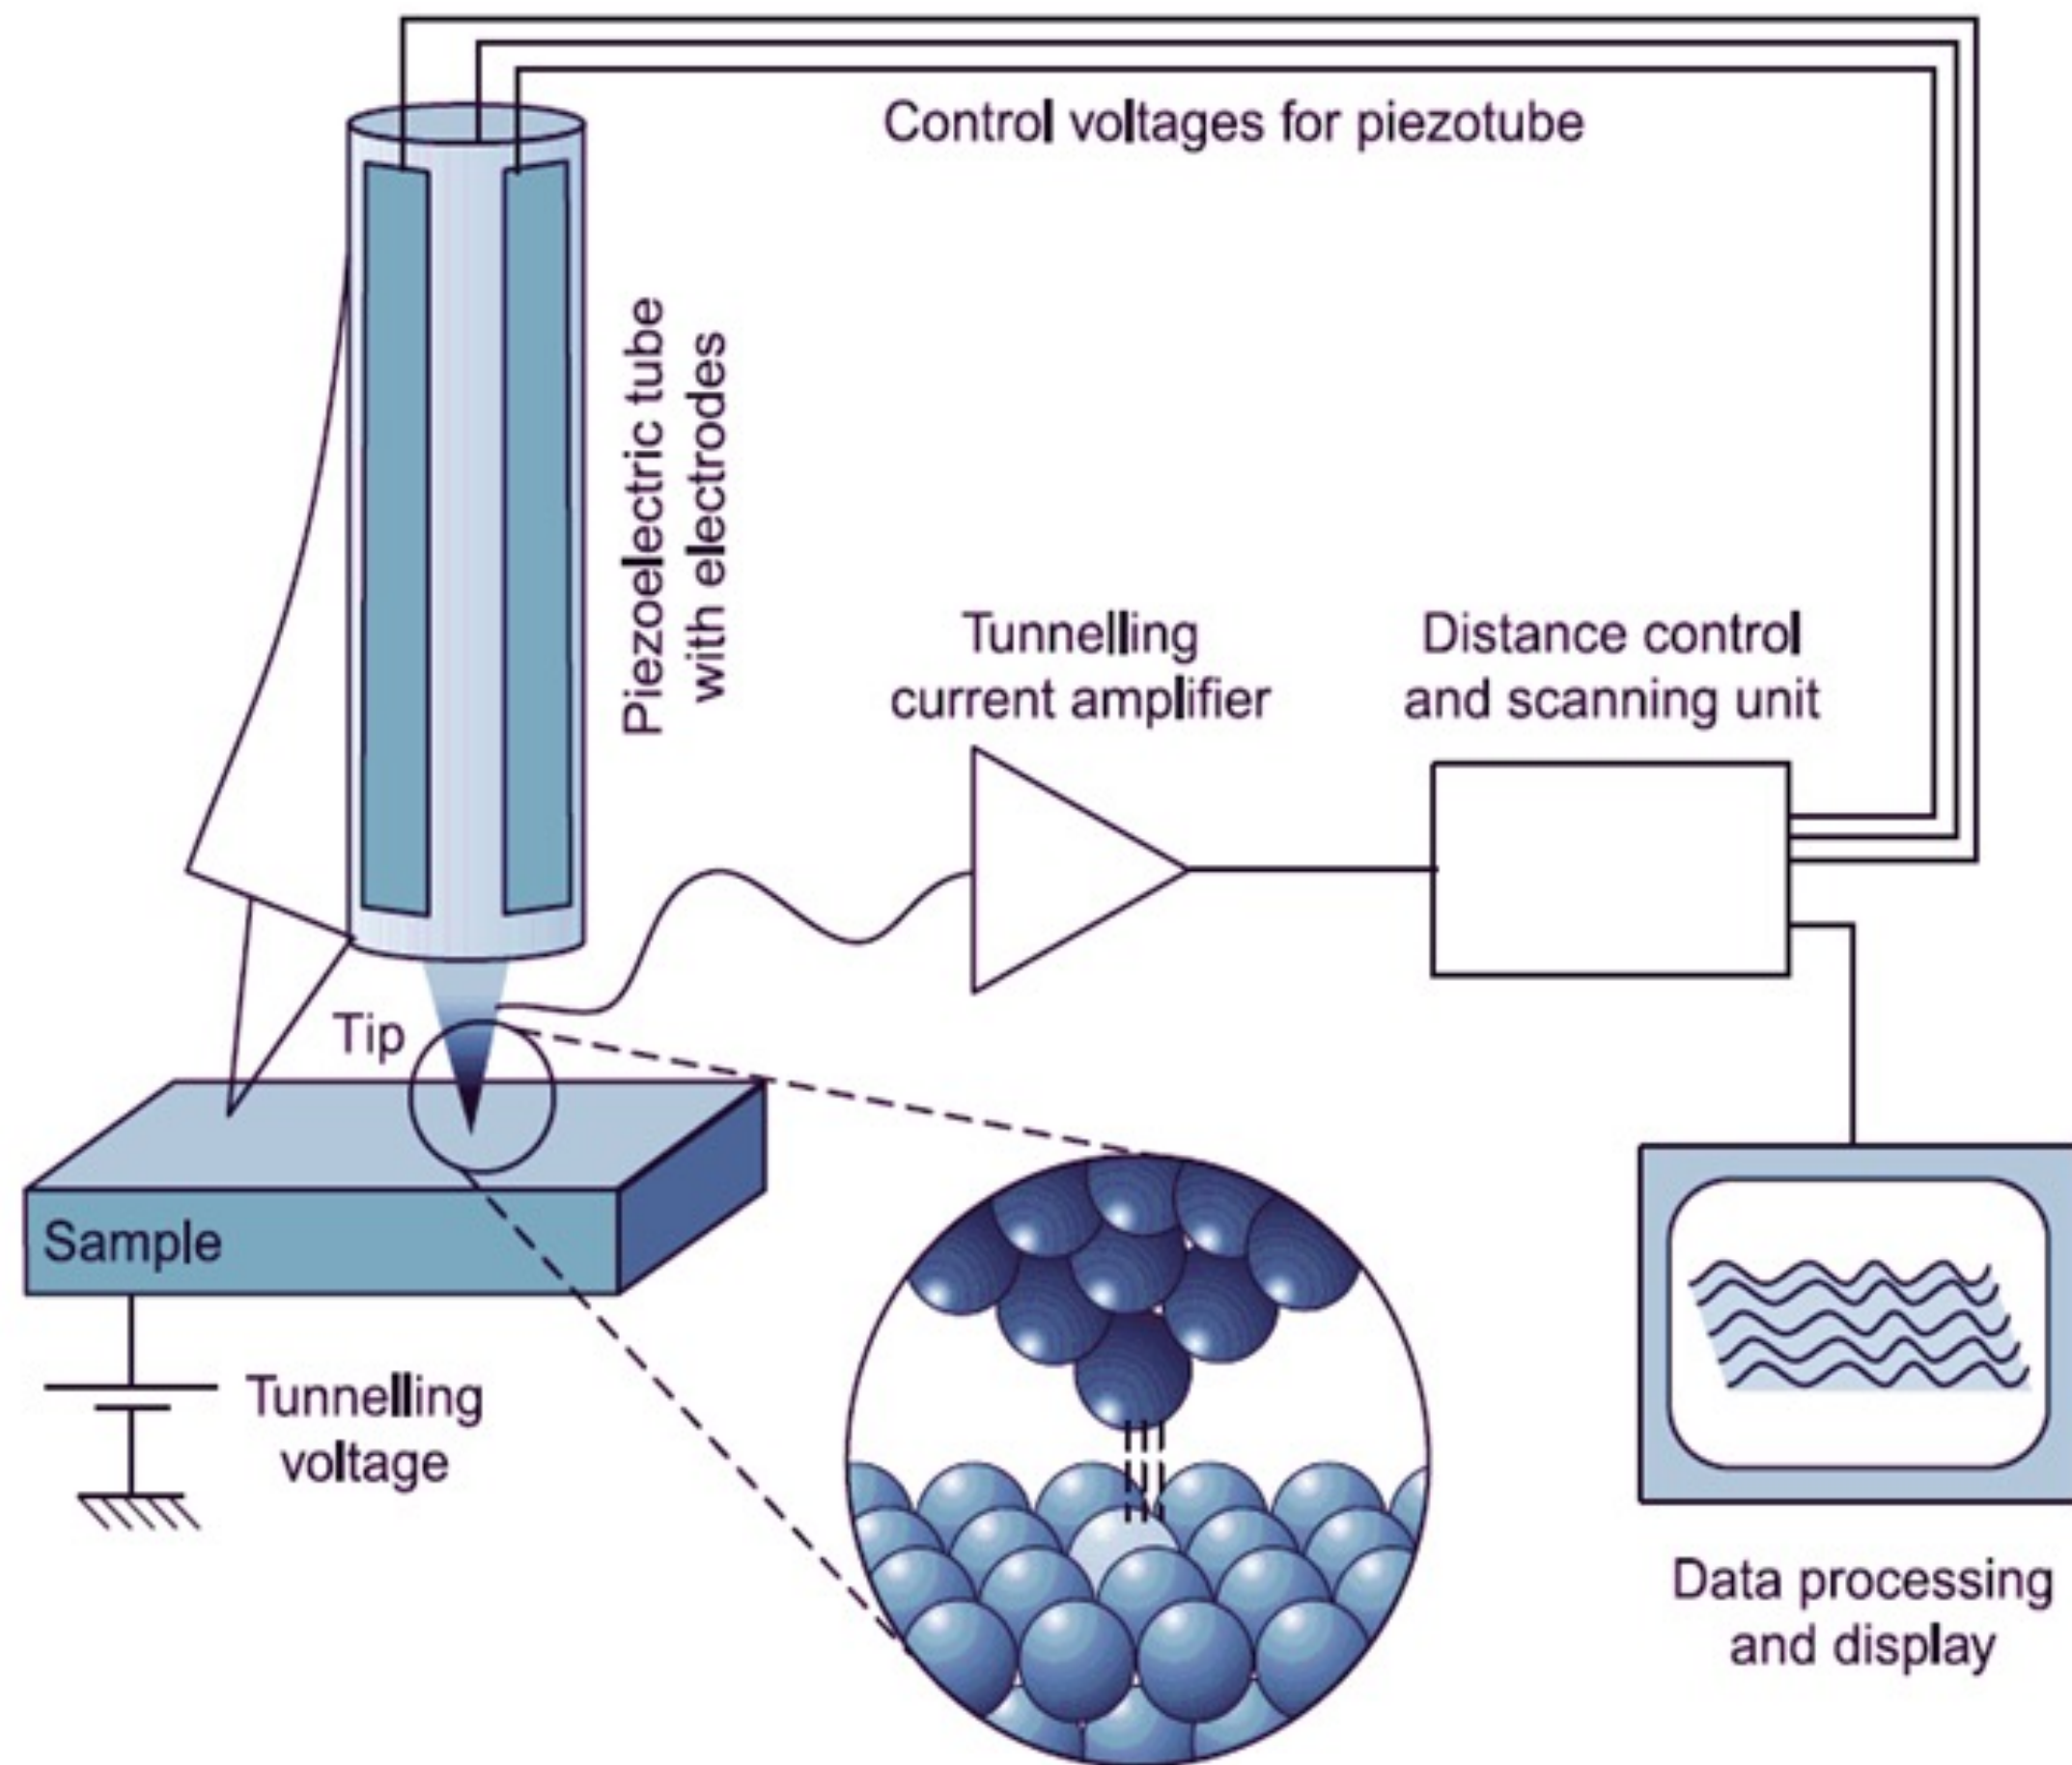 Control voltages for piezotube
Piezoelectric tube
with electrodes
Tunnelling
current amplifier
Distance control
and scanning unit
Tip
Sample
Tunnelling
voltage
Data processing
and display